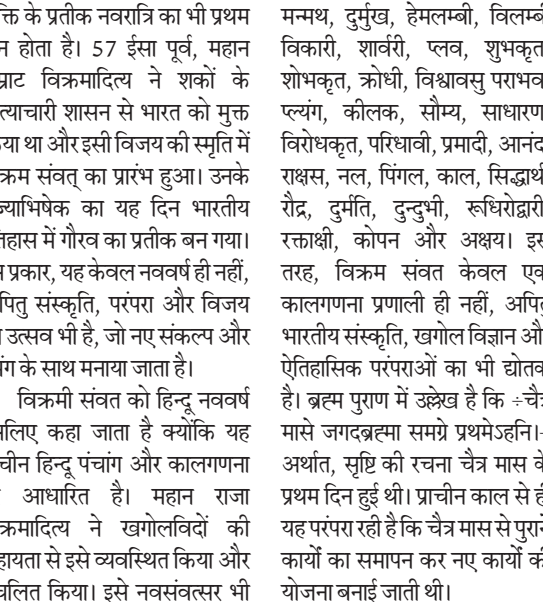 के प्रतीक नवरात्रि का भी प्रथम
होता है। 57 ईसा पूर्व, महान
विक्रमादित्य ने शकों के
शासन से भारत को मुक्त
था और इसी विजय की स्मृति में
संवत् का प्रारंभ हुआ। उनके
का यह दिन भारतीय
में गौरव का प्रतीक बन गया।
प्रकार, यह केवल नववर्ष ही नहीं,
संस्कृति, परंपरा और विजय
उत्सव भी है, जो नए संकल्प और
के साथ मनाया जाता है।
विक्रमी संवत को हिन्दू नववर्ष
कहा जाता है क्योंकि यह
हिन्दू पंचांग और कालगणना
आधारित है। महान राजा
ने खगोलविदों की
से इसे व्यवस्थित किया और
किया। इसे नवसंवत्सर भी
मन्मथ, दुर्मुख, हेमलम्बी, विलम्बी
विकारी, शार्वरी, प्लव, शुभकृत
शोभकृत, क्रोधी, विश्वावसु पराभव
प्ल्यंग, कीलक, सौम्य, साधारण
विरोधकृत, परिधावी, प्रमादी, आनंद
राक्षस, नल, पिंगल, काल, सिद्धार्थ
रौद्र, दुर्मति, दुन्दुभी, रूधिरोद्गारी
रक्ताक्षी, कोपन और अक्षय। इस
तरह, विक्रम संवत केवल एक
कालगणना प्रणाली ही नहीं, अपितु
भारतीय संस्कृति, खगोल विज्ञान और
ऐतिहासिक परंपराओं का भी द्योतक
है। ब्रह्म पुराण में उल्लेख है कि ÷चैत्र
मासे जगदब्रह्मा समग्रे प्रथमेऽहनि।
अर्थात, सृष्टि की रचना चैत्र मास के
प्रथम दिन हुई थी। प्राचीन काल से ही
यह परंपरा रही है कि चैत्र मास से पुराने
कार्यों का समापन कर नए कार्यों की
योजना बनाई जाती थी।